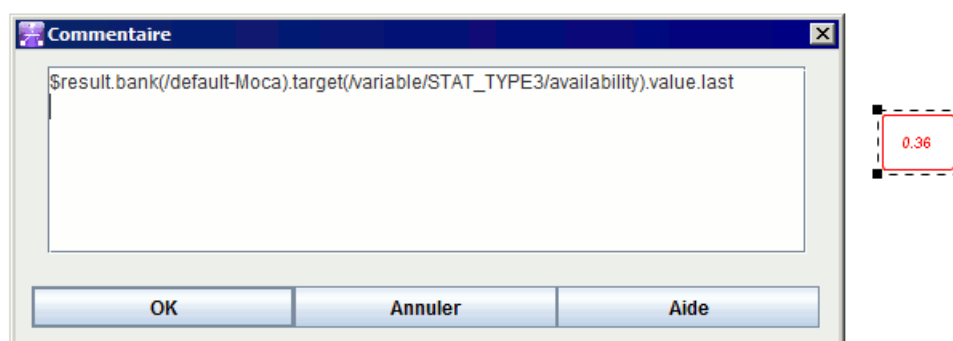 Commentaire
$result.bank(/default-Moca).target(/variable/STAT_TYPE3/availability).value.last
0.36
OK
Annuler
Aide